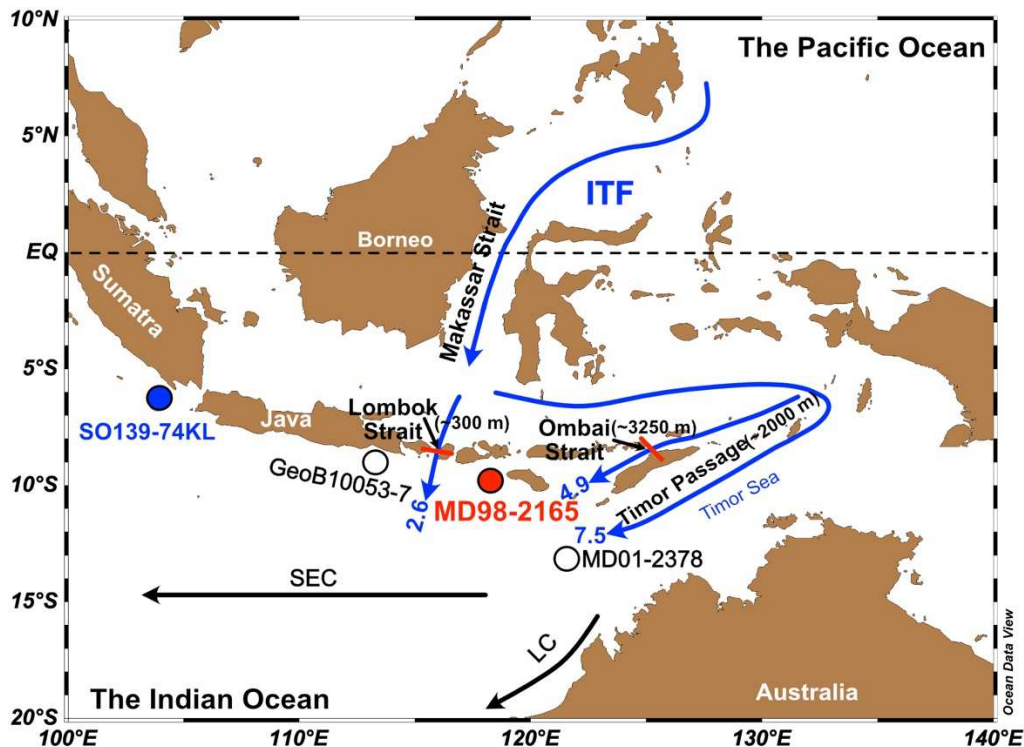 10°N
The Pacific Ocean
5°N
ITF
Makassar Strait
Borneo
EQ
Sumatra
5°S
Lombok
Strait
(~300 m)
Ombai
Strait
(~3250 m)
Java
SO139-74KL
GeoB10053-7
10°S
2.6
MD98-2165
4.9
Timor Passage(~2000 m)
Timor Sea
7.5
MD01-2378
SEC
15°S
LC
The Indian Ocean
Australia
Ocean Data View
20°S
100°E
110°E
120°E
130°E
140°E